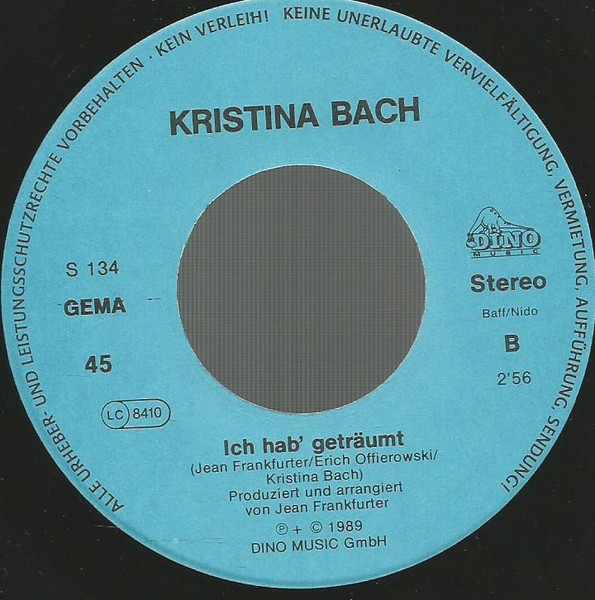 ALLE URHEBER- UND LEISTUNGSSCHUTZRECHTE VORBEHALTEN · KEIN VERLEIH! KEINE UNERLAUBTE VERVIELFÄLTIGUNG, VERMIETUNG, AUFFÜHRUNG, SENDUNG!
KRISTINA BACH
DINO
MUSIC
S 134
GEMA
45
LC 8410
Stereo
Baff/Nido
B
2'56
Ich hab' geträumt
(Jean Frankfurter/Erich Offierowski/
Kristina Bach)
Produziert und arrangiert
von Jean Frankfurter
℗ + © 1989
DINO MUSIC GmbH